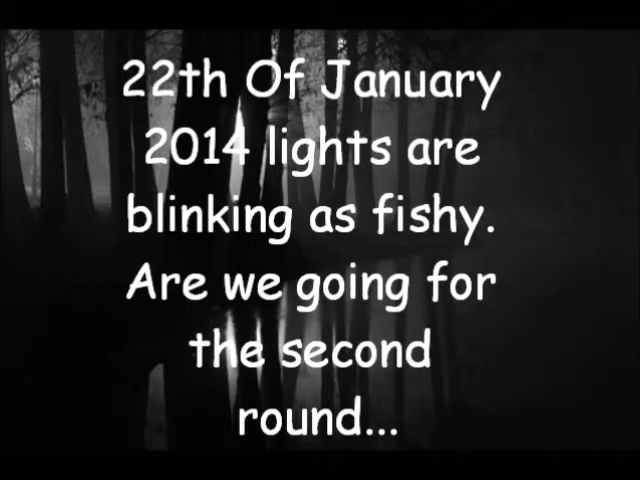 22th Of January
2014 lights are
blinking as fishy.
Are we going for
the second
round...